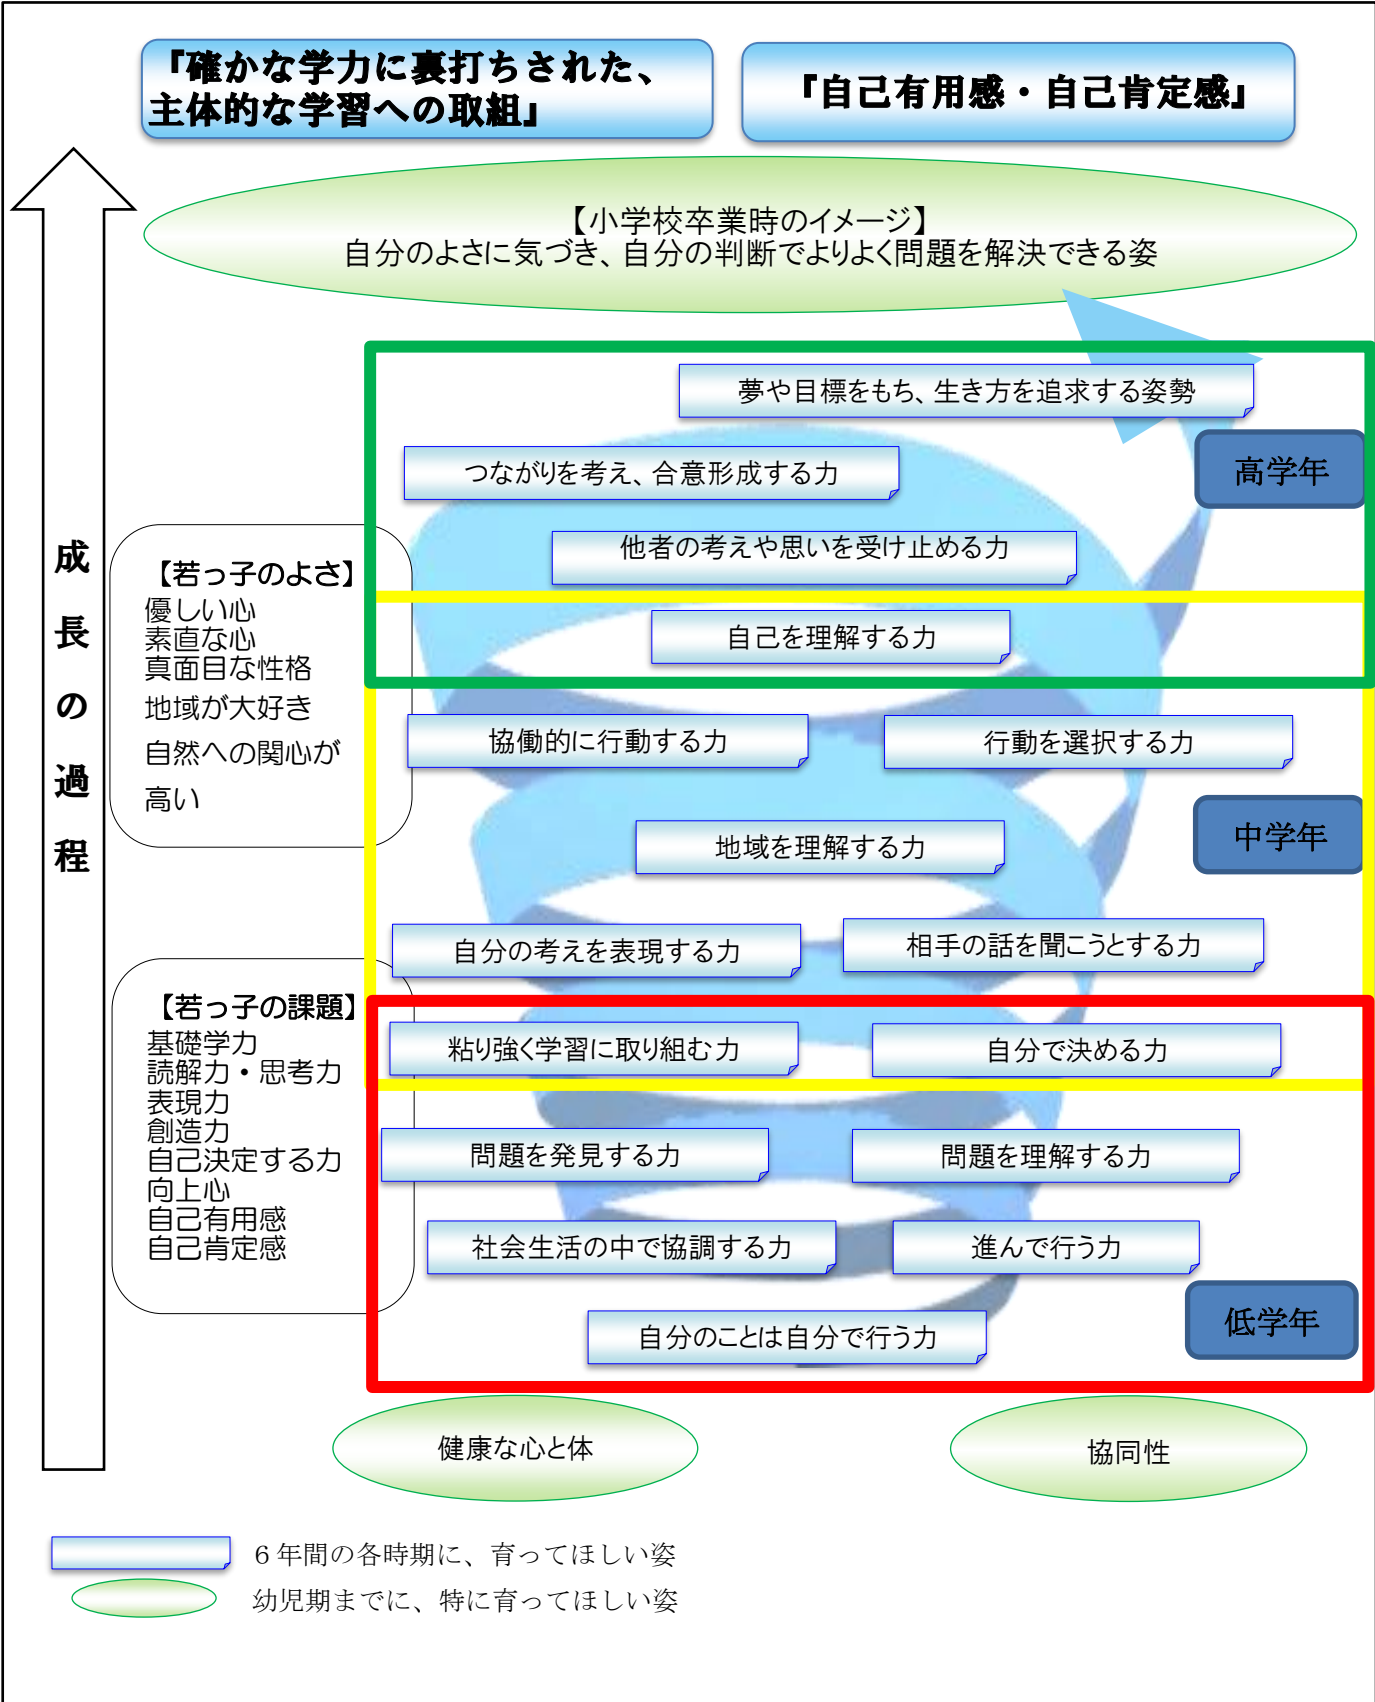 『確かな学力に裏打ちされた、
主体的な学習への取組』
『自己有用感・自己肯定感』
【小学校卒業時のイメージ】
自分のよさに気づき、自分の判断でよりよく問題を解決できる姿
成長の過程
夢や目標をもち、生き方を追求する姿勢
高学年
つながりを考え、合意形成する力
他者の考えや思いを受け止める力
自己を理解する力
【若っ子のよさ】
優しい心
素直な心
真面目な性格
地域が大好き
自然への関心が
高い
協働的に行動する力
行動を選択する力
中学年
地域を理解する力
自分の考えを表現する力
相手の話を聞こうとする力
【若っ子の課題】
基礎学力
読解力・思考力
表現力
創造力
自己決定する力
向上心
自己有用感
自己肯定感
粘り強く学習に取り組む力
自分で決める力
問題を発見する力
問題を理解する力
社会生活の中で協調する力
進んで行う力
低学年
自分のことは自分で行う力
健康な心と体
協同性
６年間の各時期に、育ってほしい姿
幼児期までに、特に育ってほしい姿